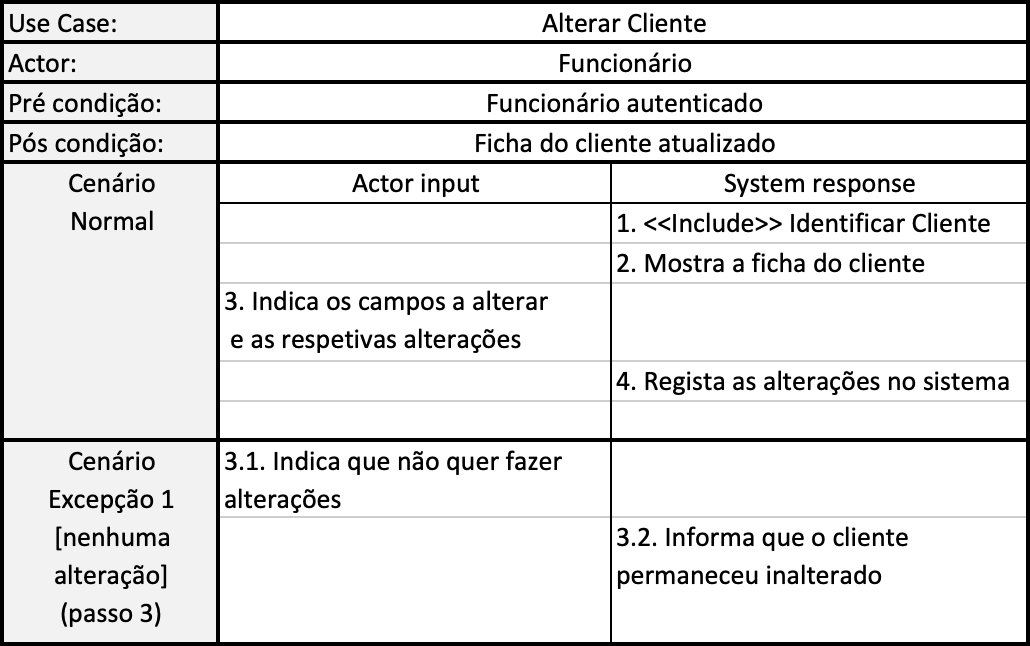 Use Case: Alterar Cliente
Actor: Funcionário
Pré condição: Funcionário autenticado
Pós condição: Ficha do cliente atualizado
Cenário
Normal
Actor input System response
1. <<Include>> Identificar Cliente
2. Mostra a ficha do cliente
3. Indica os campos a alterar
e as respetivas alterações
4. Regista as alterações no sistema
Cenário
Excepção 1
[nenhuma
alteração]
(passo 3)
3.1. Indica que não quer fazer
alterações
3.2. Informa que o cliente
permaneceu inalterado